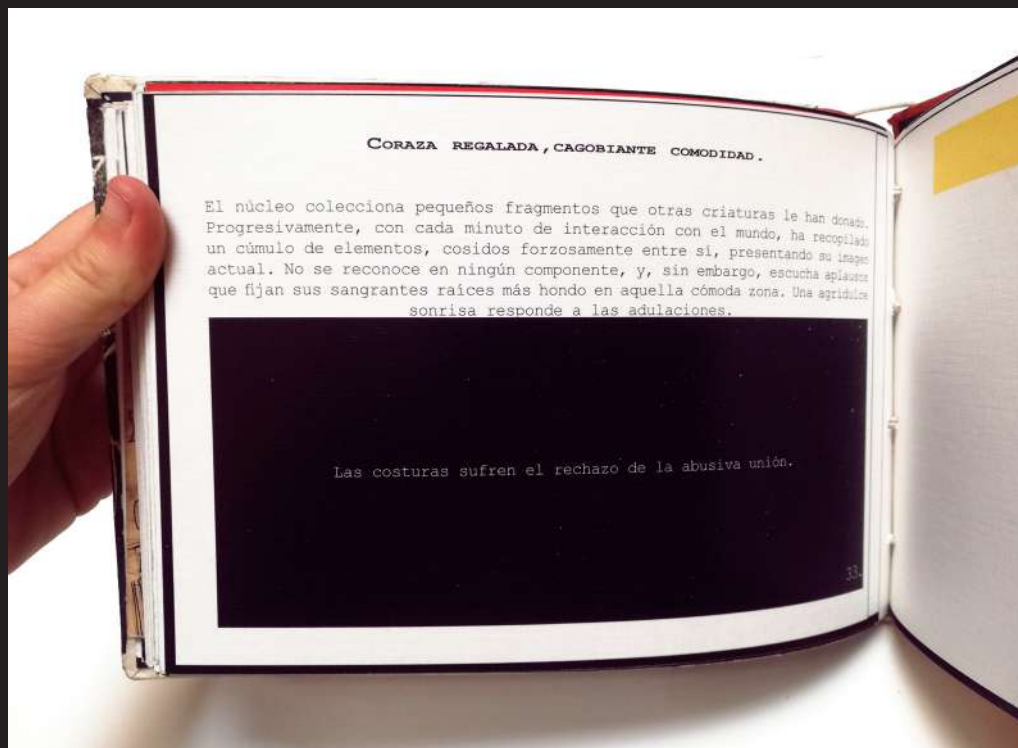 CORAZA REGALADA,CAGOBIANTE COMODIDAD.
El núcleo colecciona pequeños fragmentos que otras criaturas le han donado.
Progresivamente, con cada minuto de interacción con el mundo, ha recopilado
un cúmulo de elementos, cosidos forzosamente entre si, presentando su imagen
actual. No se reconoce en ningún componente, y, sin embargo, escucha aplausos
que fijan sus sangrantes raíces más hondo en aquella cómoda zona. Una agridulce
sonrisa responde a las adulaciones.
Las costuras sufren el rechazo de la abusiva unión.
33.
7